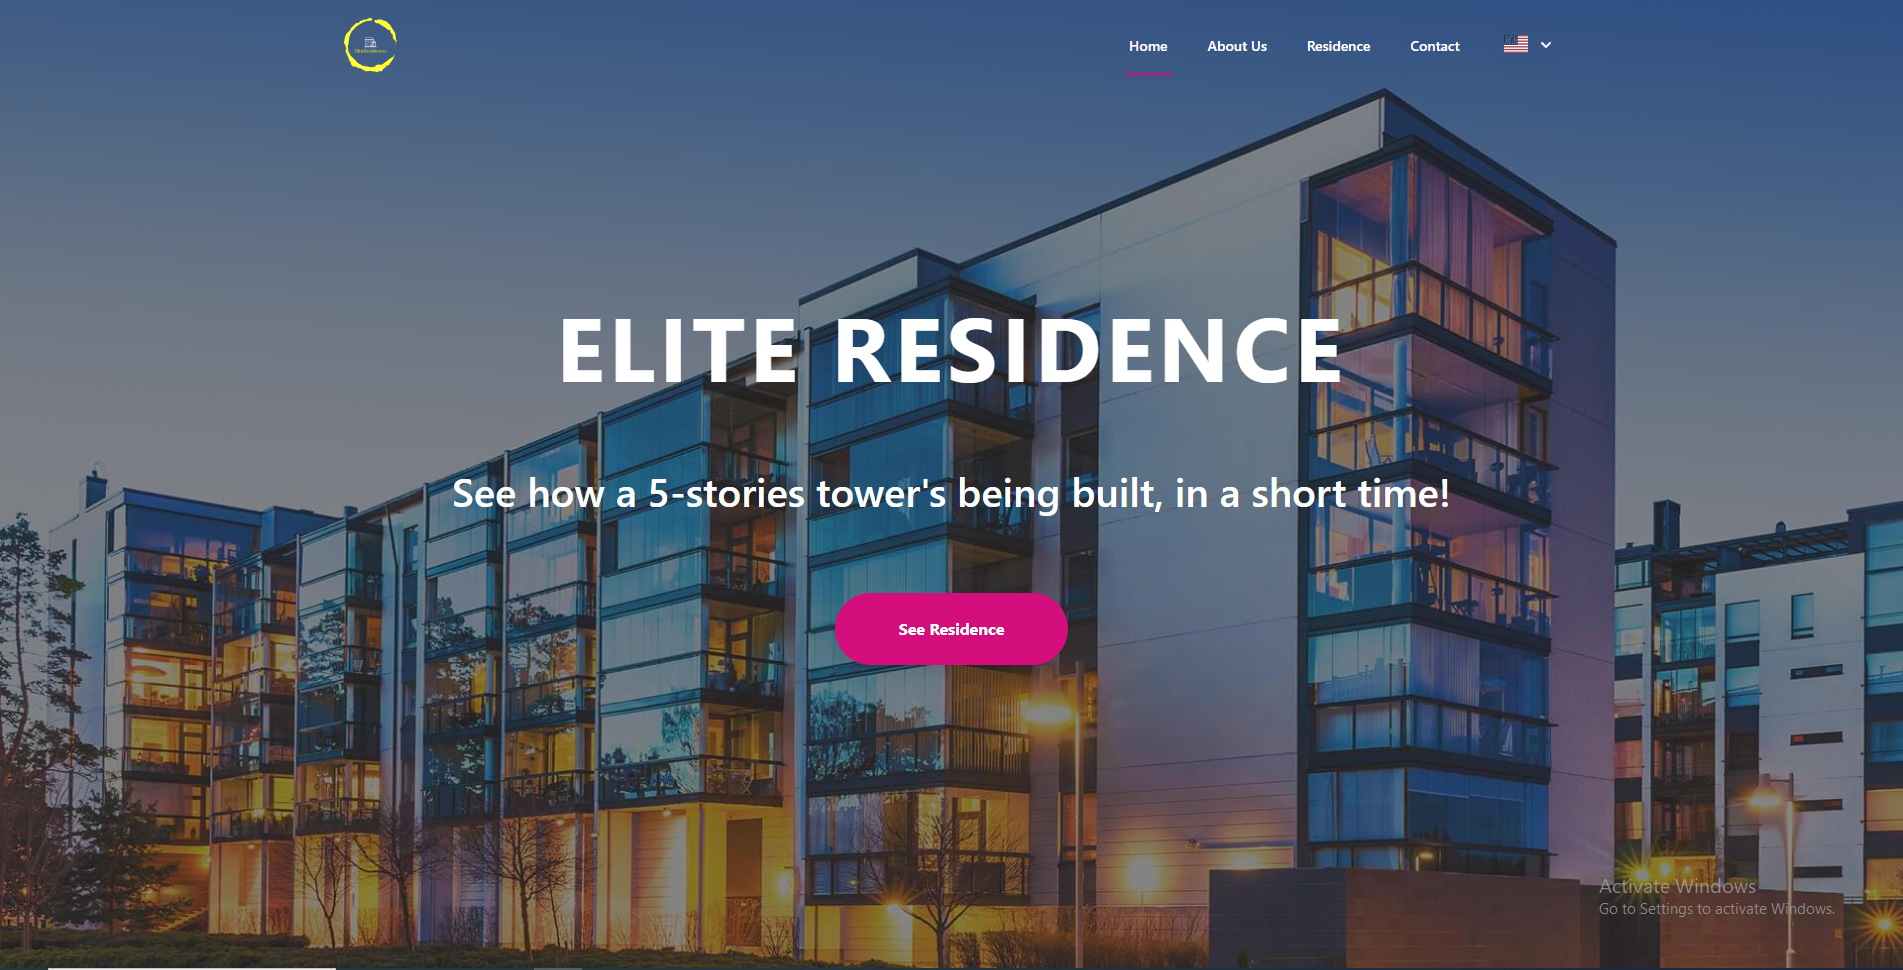 Home About Us Residence Contact
ELITE RESIDENCE
See how a 5-stories tower's being built, in a short time!
See Residence
Activate Windows
Go to Settings to activate Windows.